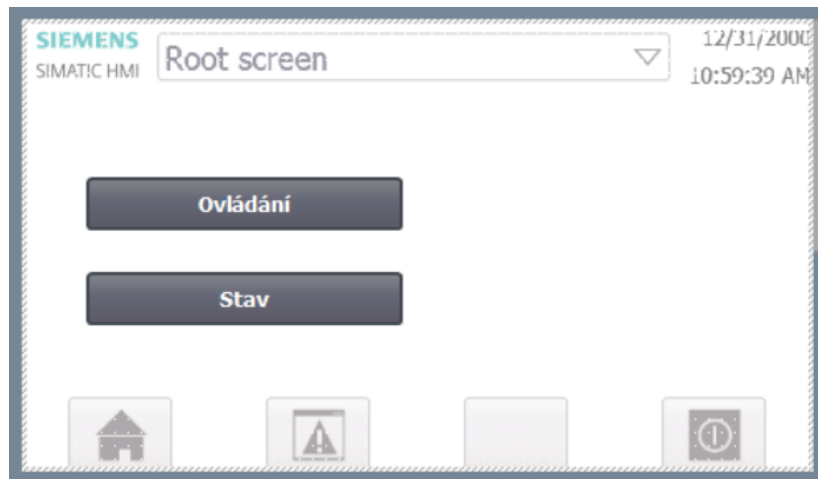 SIEMENS
SIMATIC HMI
Root screen
12/31/2000
10:59:39 AM
Ovládání
Stav